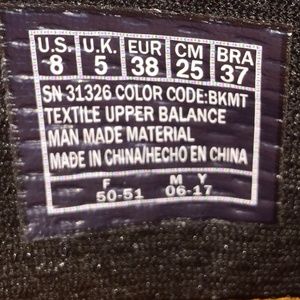 U.S. U.K. EUR CM BRA
8 5 38 25 37
SN 31326 COLOR CODE:BKMT
TEXTILE UPPER BALANCE
MAN MADE MATERIAL
MADE IN CHINA/HECHO EN CHINA
F M Y
50-51 06-17